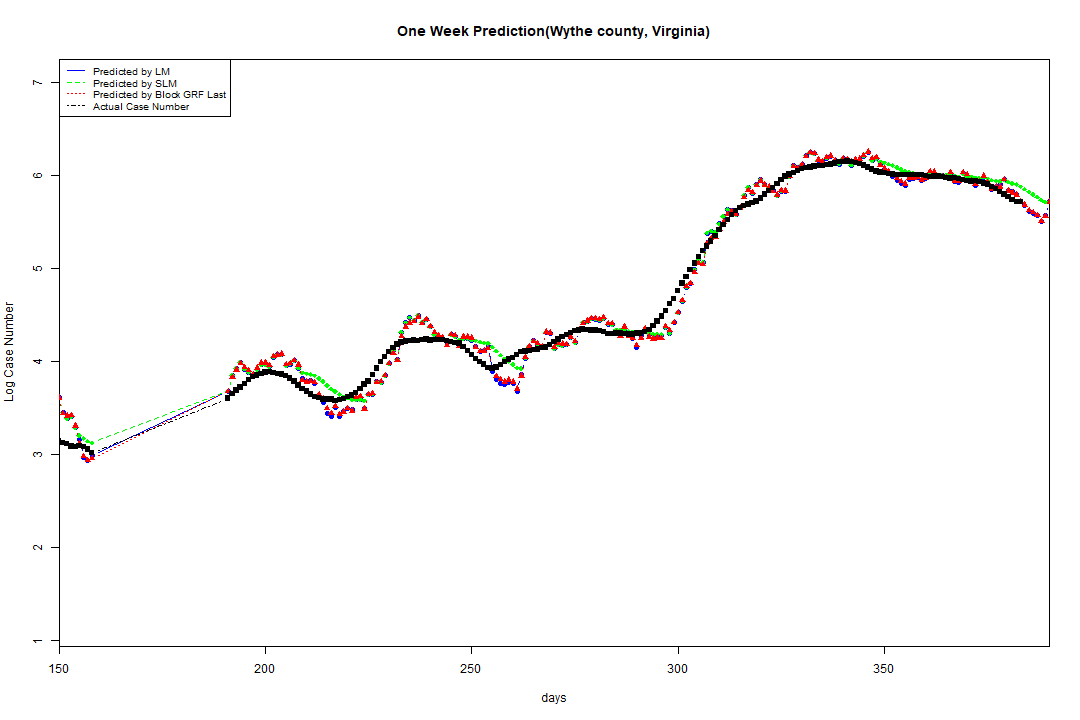 One Week Prediction(Wythe county, Virginia)
Predicted by LM
Predicted by SLM
Predicted by Block GRF Last
Actual Case Number
7
6
5
4
3
2
1
Log Case Number
150 200 250 300 350
days